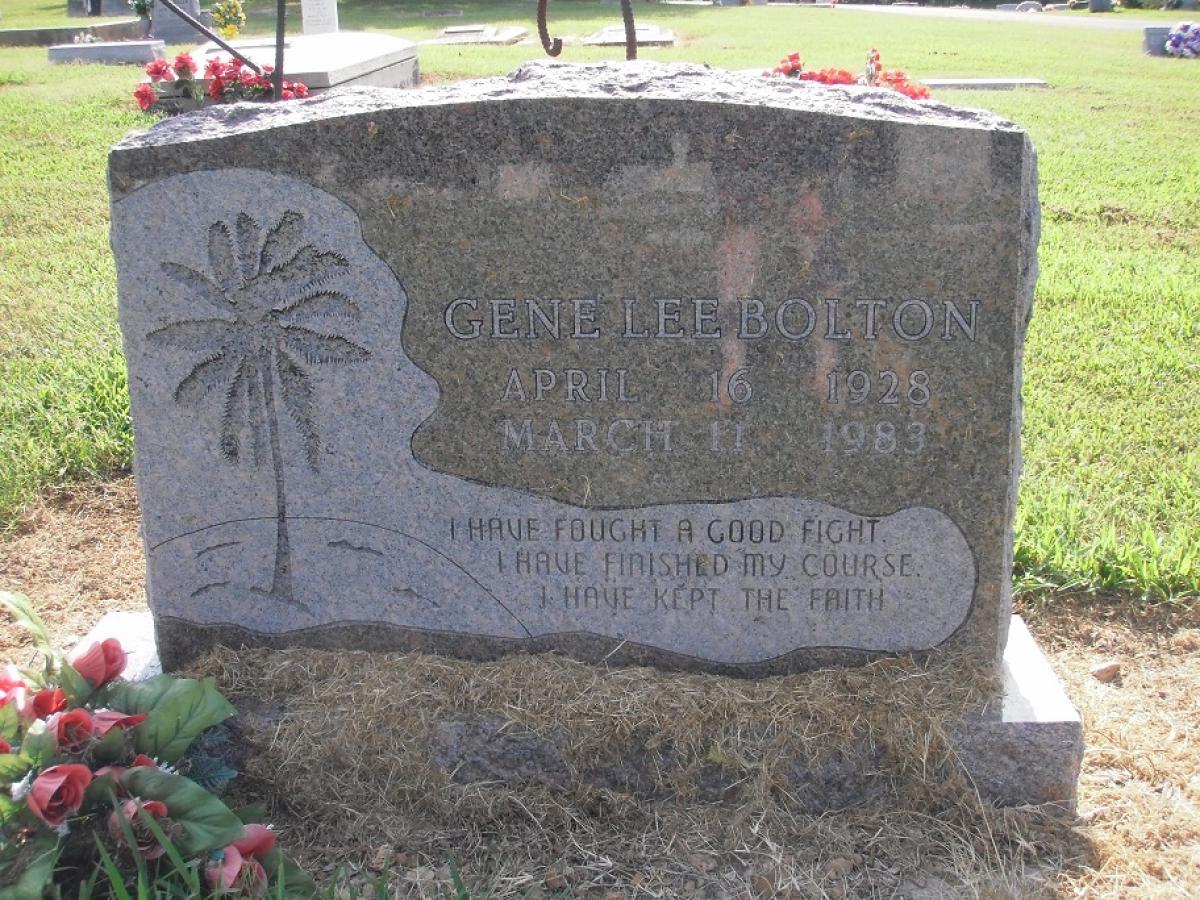 GENE LEE BOLTON
APRIL 16 1928
MARCH 11 1983
I HAVE FOUGHT A GOOD FIGHT.
I HAVE FINISHED MY COURSE.
I HAVE KEPT THE FAITH